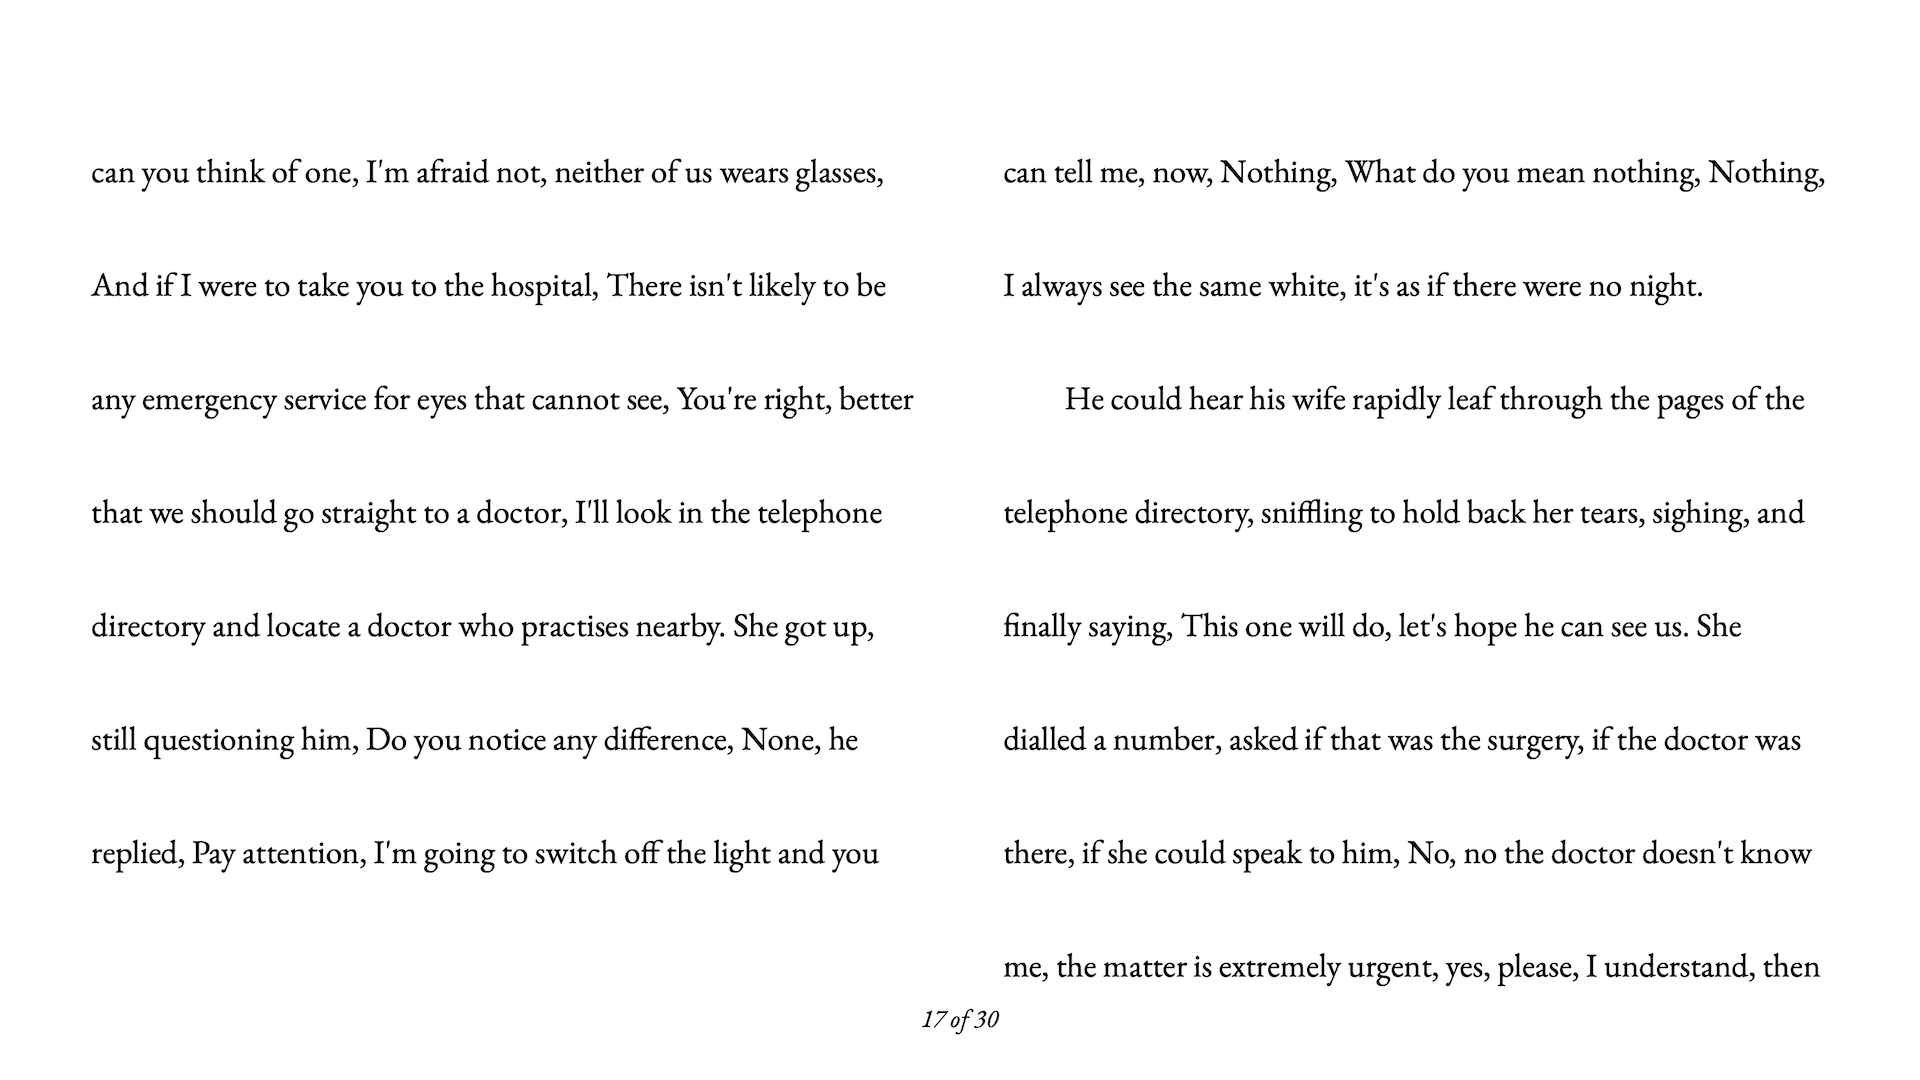 can you think of one, I'm afraid not, neither of us wears glasses,
And if I were to take you to the hospital, There isn't likely to be
any emergency service for eyes that cannot see, You're right, better
that we should go straight to a doctor, I'll look in the telephone
directory and locate a doctor who practises nearby. She got up,
still questioning him, Do you notice any difference, None, he
replied, Pay attention, I'm going to switch off the light and you
can tell me, now, Nothing, What do you mean nothing, Nothing,
I always see the same white, it's as if there were no night.
He could hear his wife rapidly leaf through the pages of the
telephone directory, sniffling to hold back her tears, sighing, and
finally saying, This one will do, let's hope he can see us. She
dialled a number, asked if that was the surgery, if the doctor was
there, if she could speak to him, No, no the doctor doesn't know
me, the matter is extremely urgent, yes, please, I understand, then
17 of 30